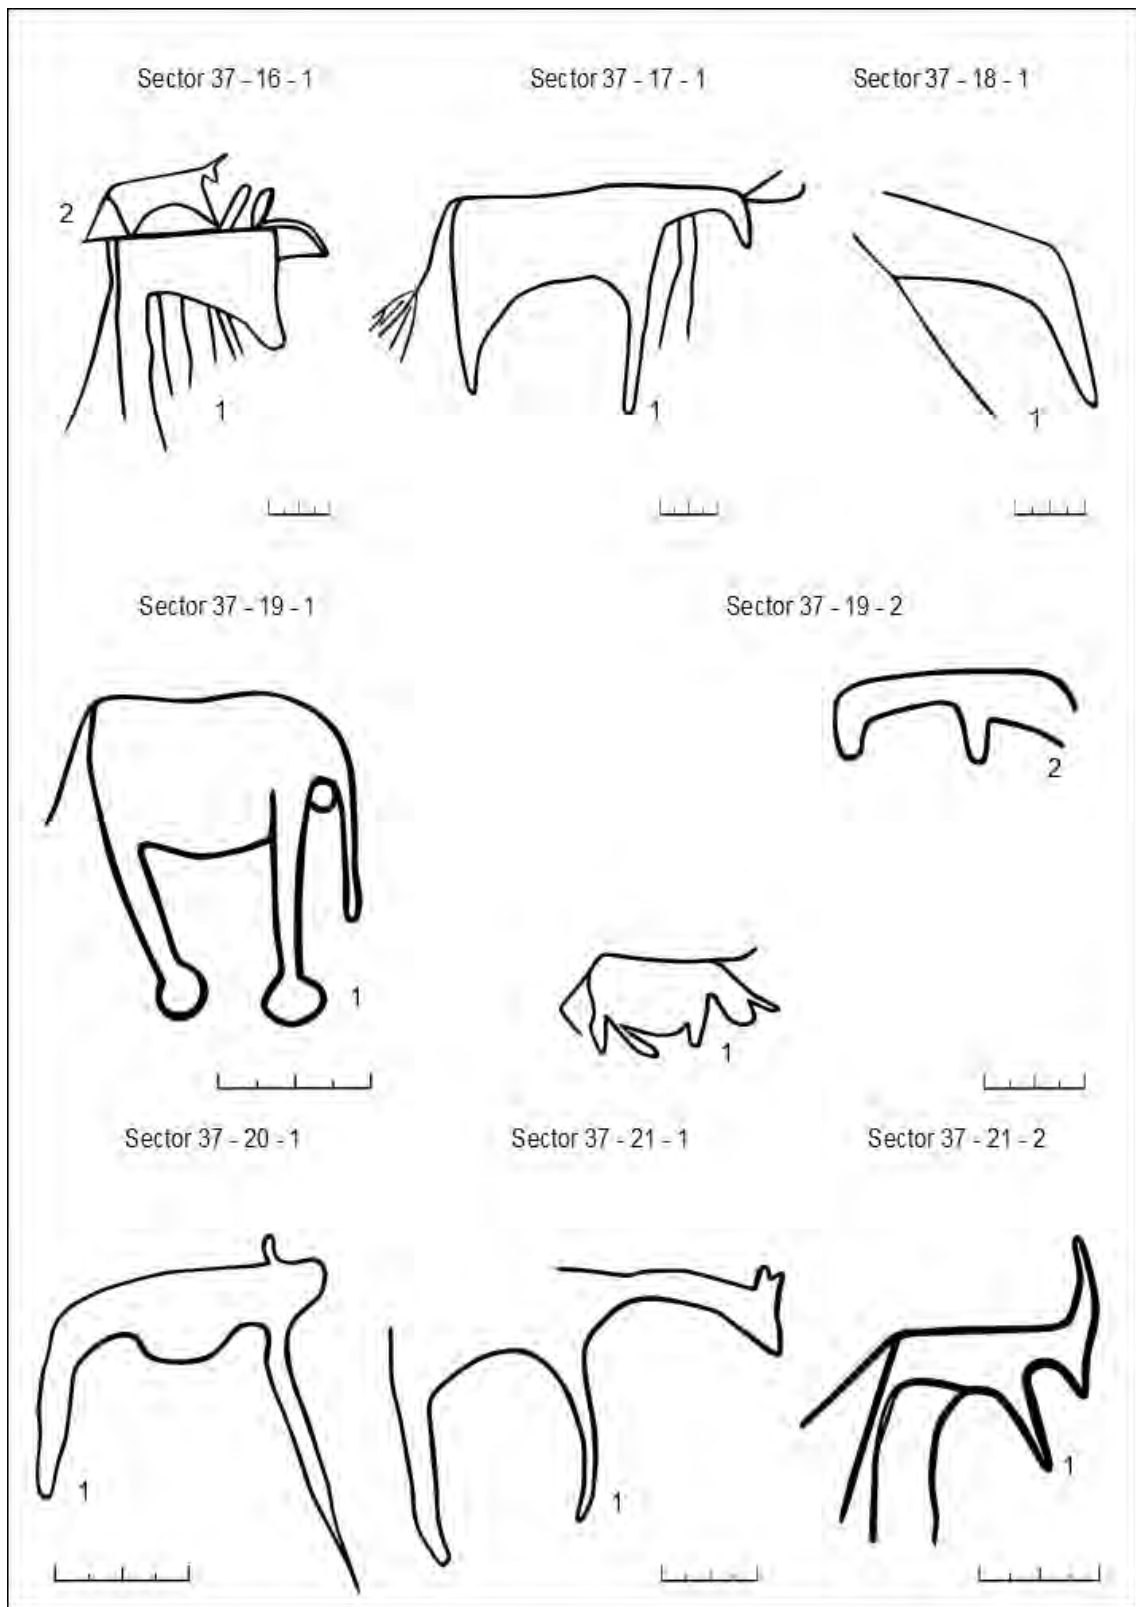 Sector 37 - 16 - 1
Sector 37 - 17 - 1
Sector 37 - 18 - 1
2
1
1
1
Sector 37 - 19 - 1
Sector 37 - 19 - 2
2
1
1
Sector 37 - 20 - 1
Sector 37 - 21 - 1
Sector 37 - 21 - 2
1
1
1